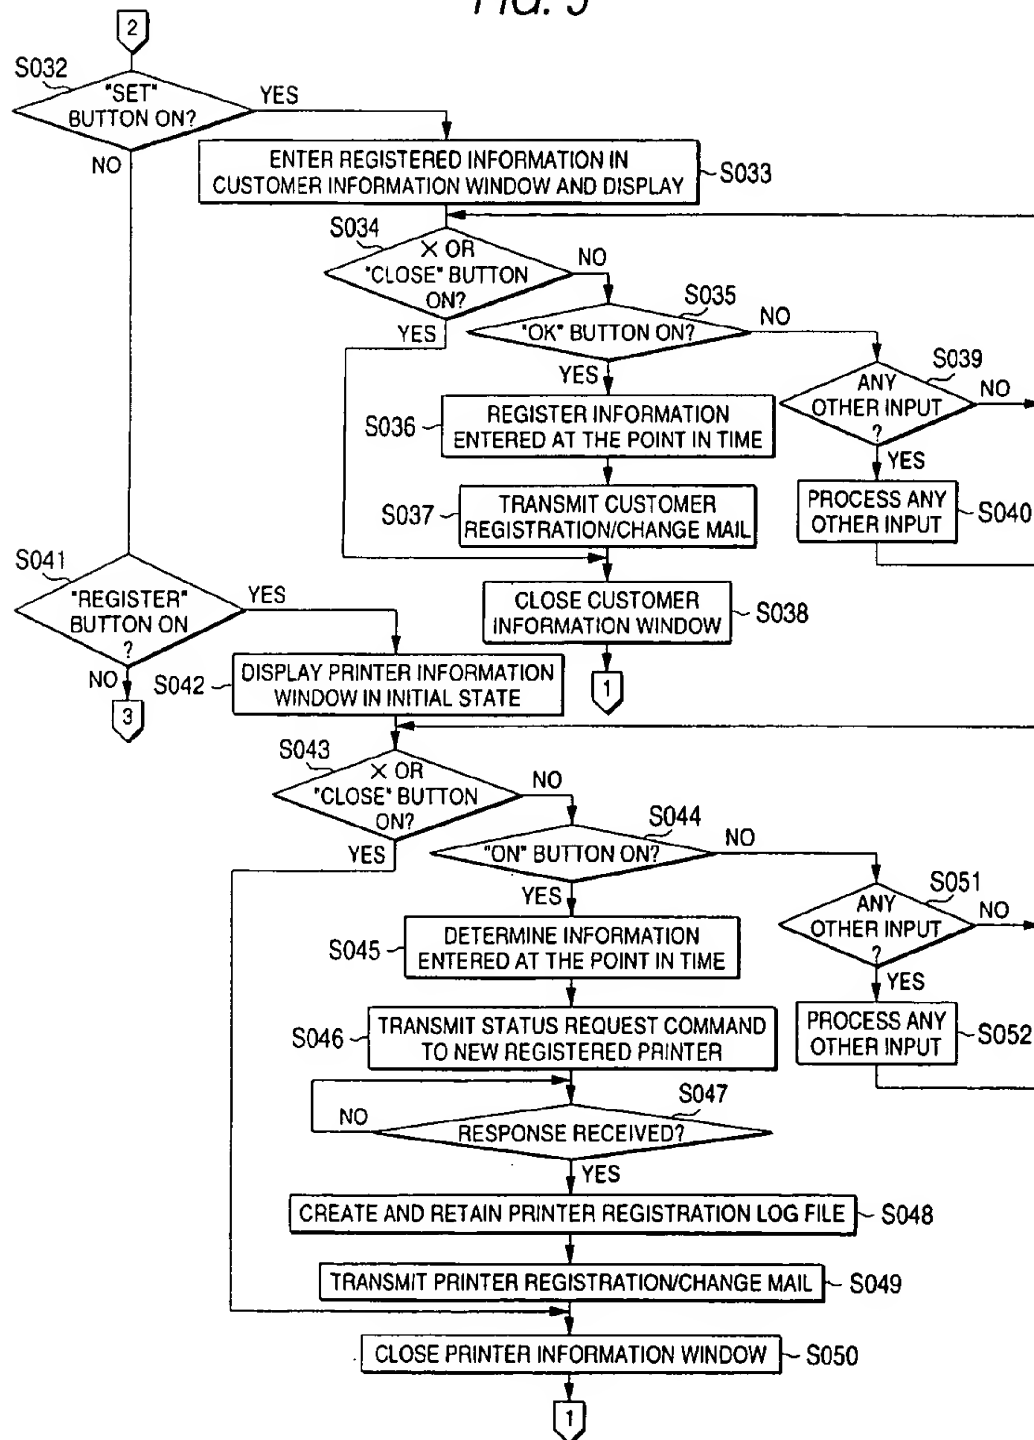 FIG. 5
2
S032
"SET"
BUTTON ON?
YES
NO
ENTER REGISTERED INFORMATION IN
CUSTOMER INFORMATION WINDOW AND DISPLAY
S033
S034
X OR
"CLOSE" BUTTON
ON?
NO
YES
S035
"OK" BUTTON ON?
NO
YES
S036
REGISTER INFORMATION
ENTERED AT THE POINT IN TIME
S039
ANY
OTHER INPUT
?
NO
YES
S037
TRANSMIT CUSTOMER
REGISTRATION/CHANGE MAIL
PROCESS ANY
OTHER INPUT
S040
S041
"REGISTER"
BUTTON ON
?
YES
NO
3
CLOSE CUSTOMER
INFORMATION WINDOW
S038
1
S042
DISPLAY PRINTER INFORMATION
WINDOW IN INITIAL STATE
S043
X OR
"CLOSE" BUTTON
ON?
NO
YES
S044
"ON" BUTTON ON?
NO
YES
S045
DETERMINE INFORMATION
ENTERED AT THE POINT IN TIME
S051
ANY
OTHER INPUT
?
NO
YES
S046
TRANSMIT STATUS REQUEST COMMAND
TO NEW REGISTERED PRINTER
PROCESS ANY
OTHER INPUT
S052
S047
NO
RESPONSE RECEIVED?
YES
CREATE AND RETAIN PRINTER REGISTRATION LOG FILE
S048
TRANSMIT PRINTER REGISTRATION/CHANGE MAIL
S049
CLOSE PRINTER INFORMATION WINDOW
S050
1